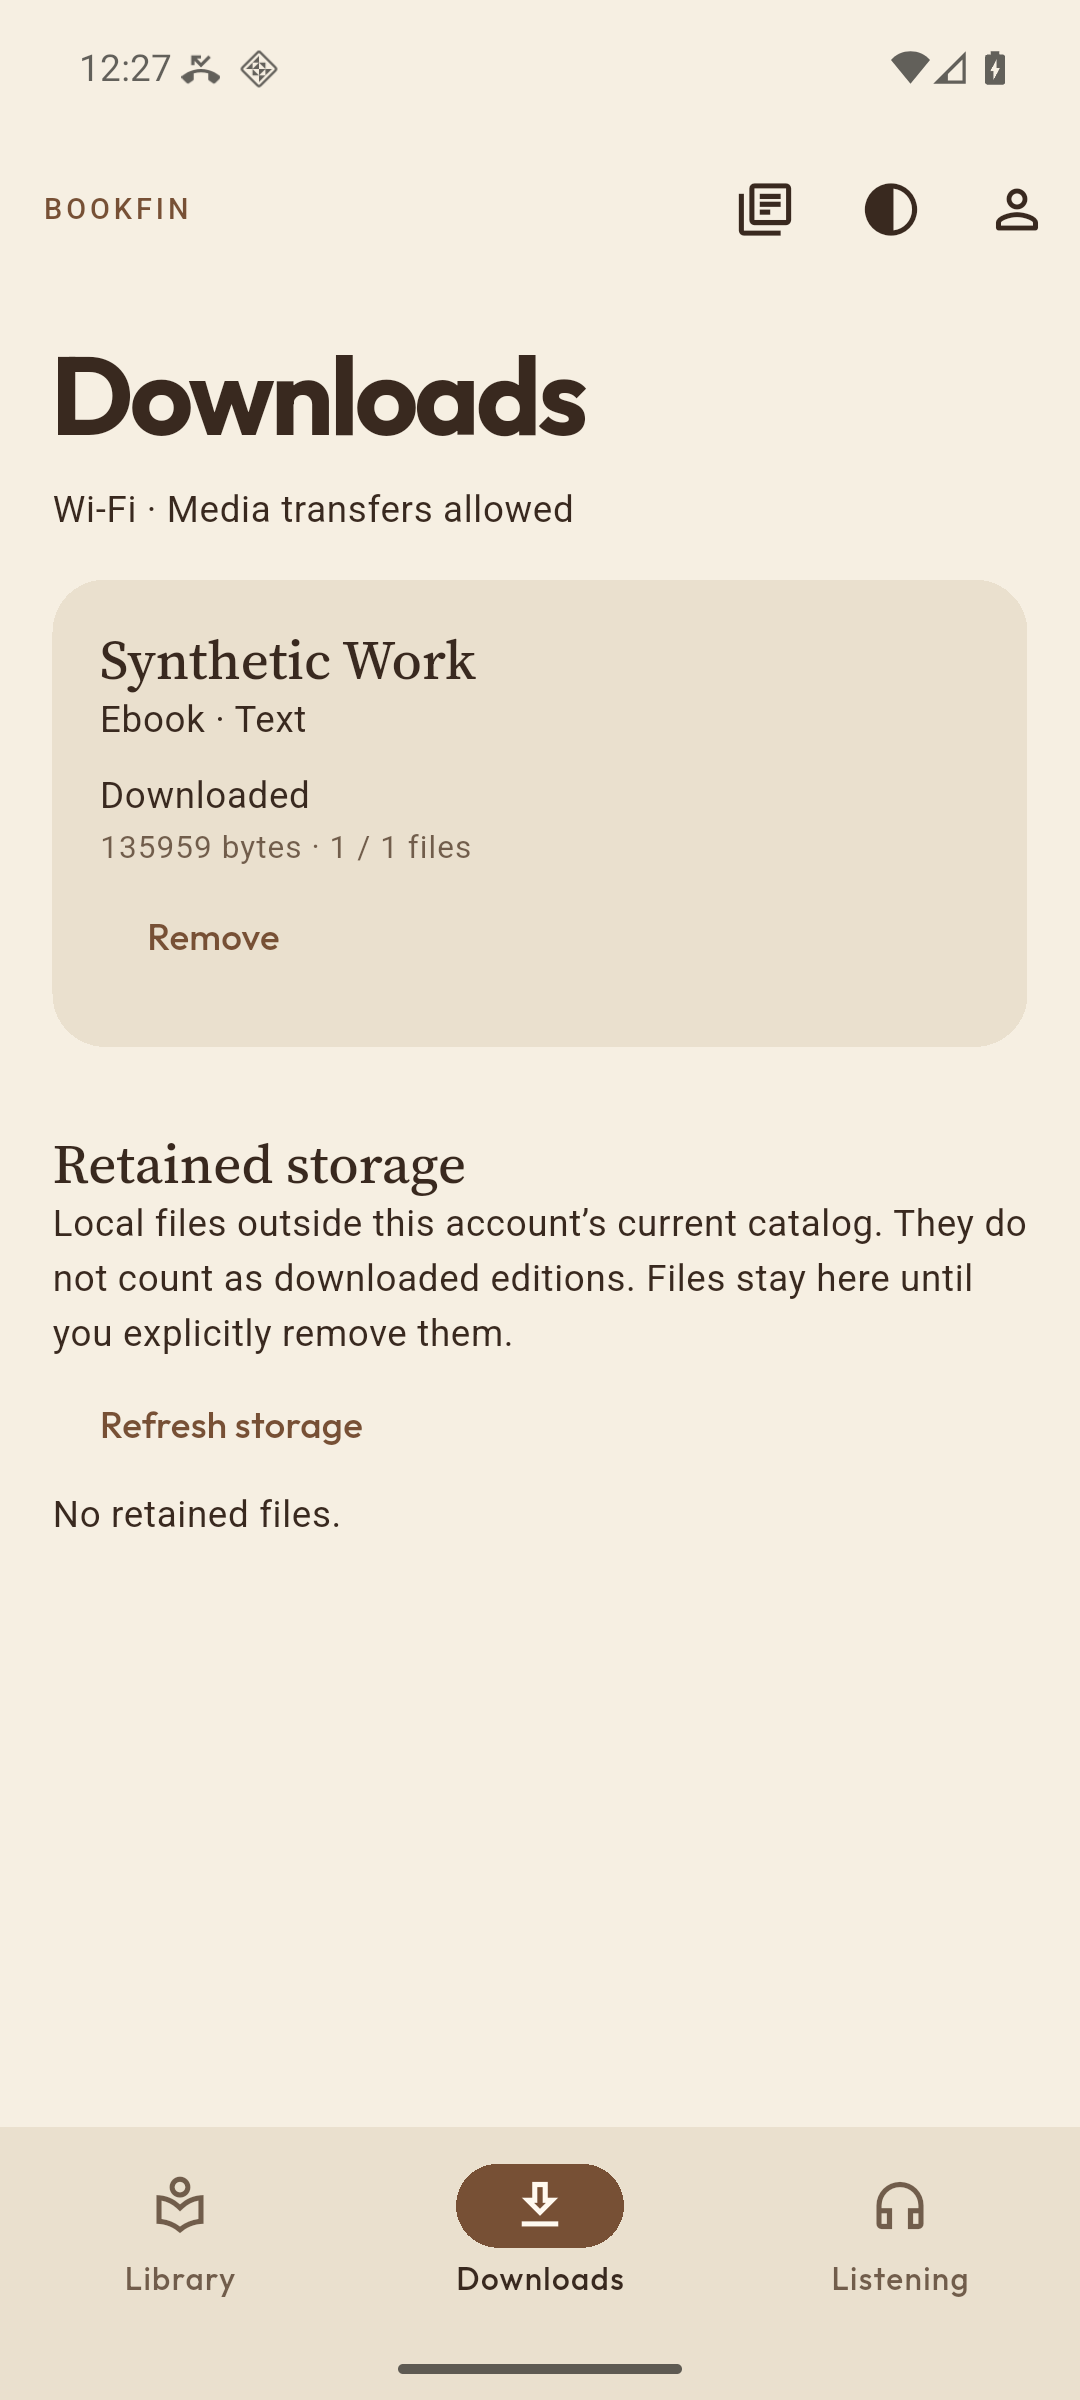 12:27
BOOKFIN
Downloads
Wi-Fi · Media transfers allowed
Synthetic Work
Ebook · Text
Downloaded
135959 bytes · 1 / 1 files
Remove
Retained storage
Local files outside this account’s current catalog. They do
not count as downloaded editions. Files stay here until
you explicitly remove them.
Refresh storage
No retained files.
Library
Downloads
Listening